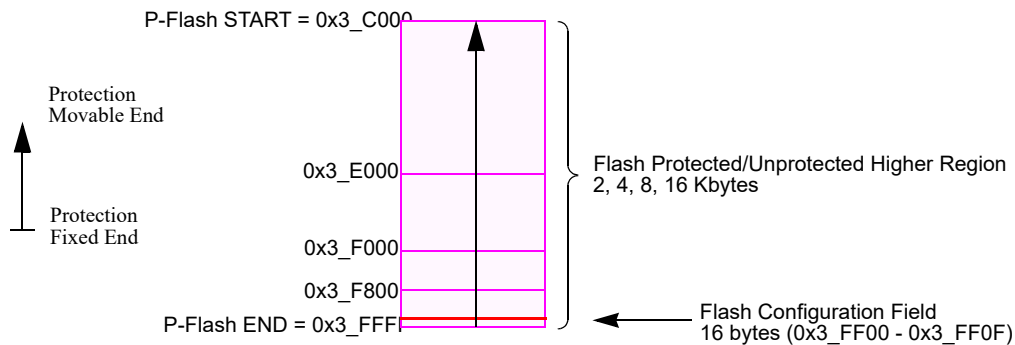 P-Flash START = 0x3_C000
Protection
Movable End
0x3_E000
Flash Protected/Unprotected Higher Region
2, 4, 8, 16 Kbytes
Protection
Fixed End
0x3_F000
0x3_F800
P-Flash END = 0x3_FFF
Flash Configuration Field
16 bytes (0x3_FF00 - 0x3_FF0F)